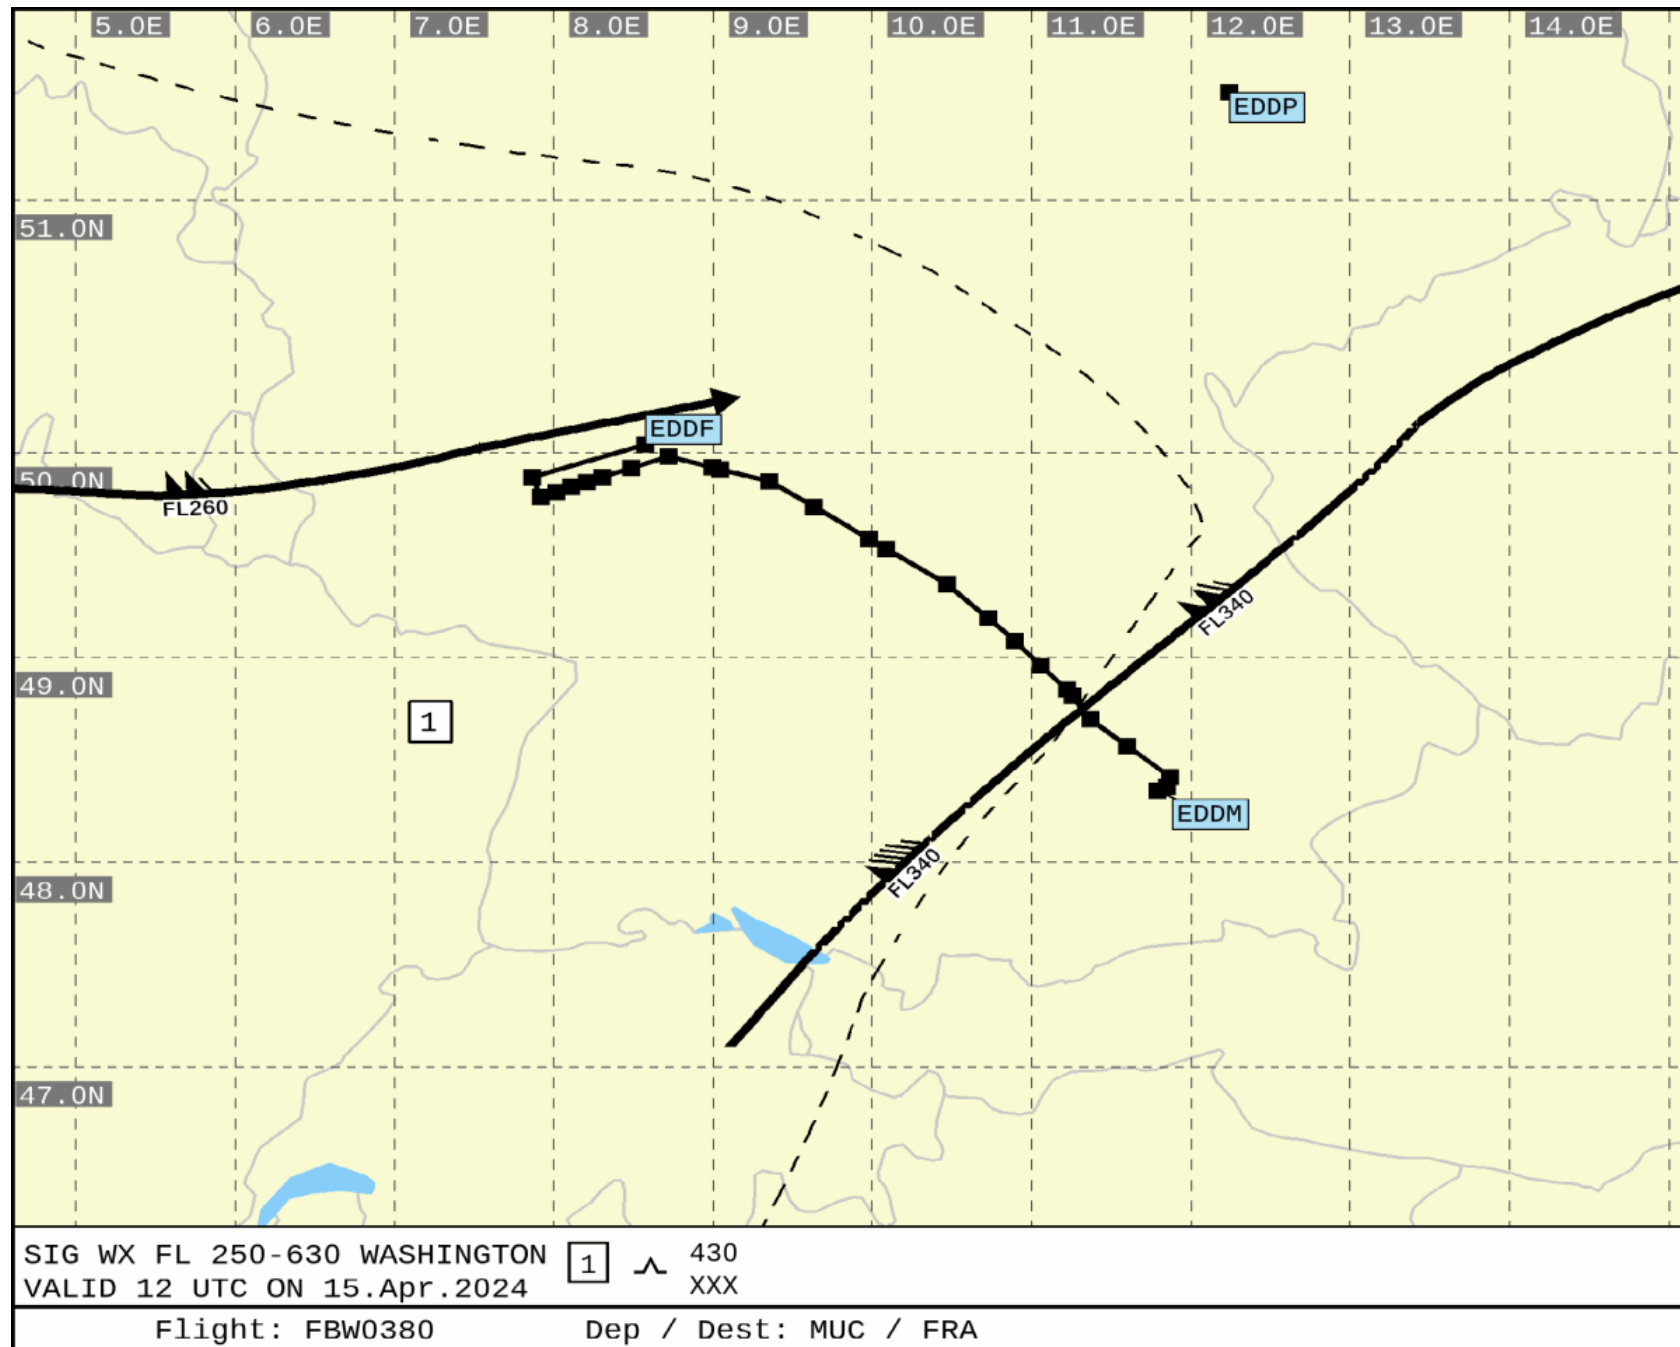 5.0E 6.0E 7.0E 8.0E 9.0E 10.0E 11.0E 12.0E 13.0E 14.0E
EDDP
51.0N
EDDF
50.0N
FL260
FL340
49.0N
1
EDDM
FL340
48.0N
47.0N
SIG WX FL 250-630 WASHINGTON 1 430
VALID 12 UTC ON 15.Apr.2024 XXX
Flight: FBW0380 Dep / Dest: MUC / FRA